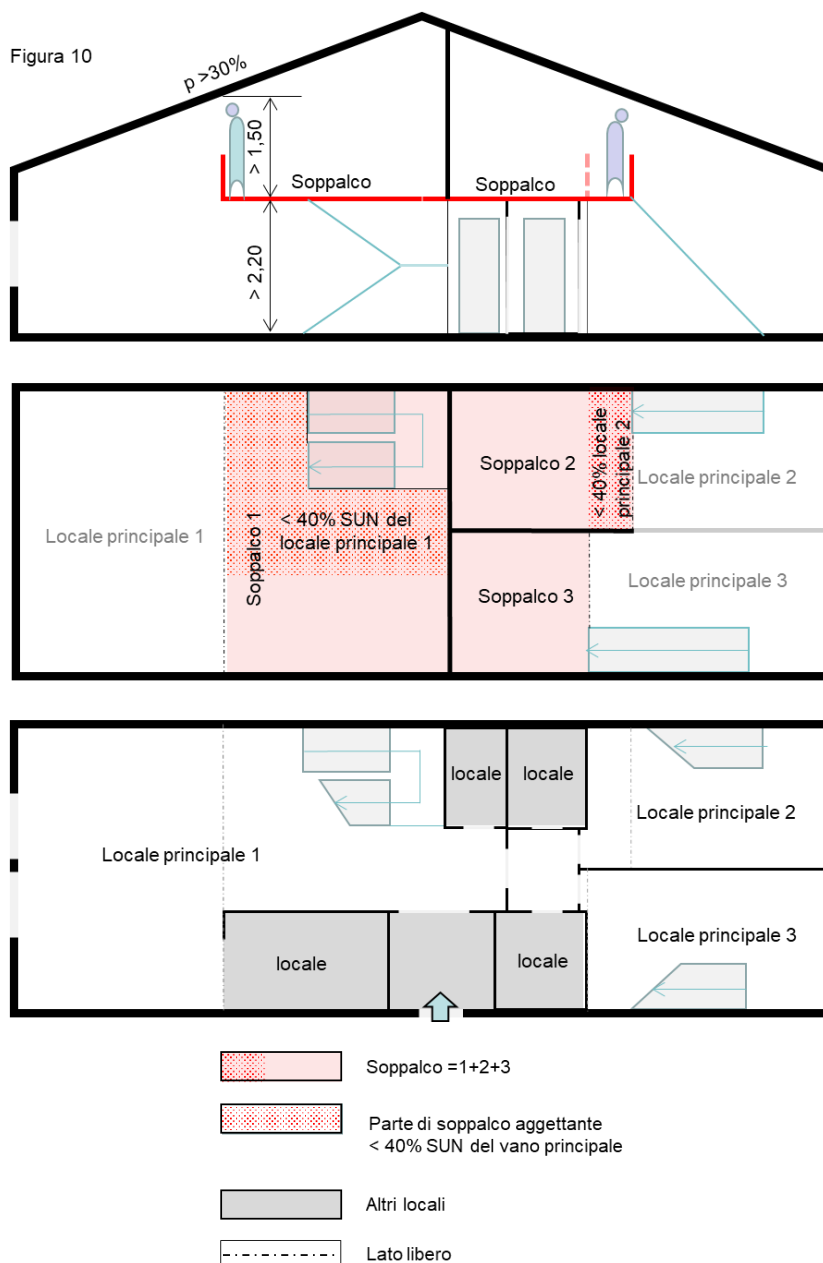 Figura 10
p >30%
> 1,50
Soppalco
Soppalco
> 2,20
Locale principale 1
Soppalco 1
< 40% SUN del
locale principale 1
Soppalco 2
< 40% locale
principale 2
Locale principale 2
Soppalco 3
Locale principale 3
locale
locale
Locale principale 2
Locale principale 1
locale
locale
Locale principale 3
Soppalco =1+2+3
Parte di soppalco aggettante
< 40% SUN del vano principale
Altri locali
Lato libero